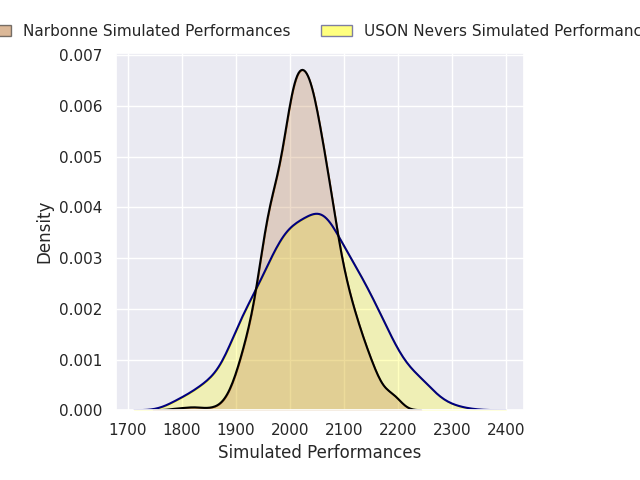 Narbonne Simulated Performances USON Nevers Simulated Performanc
0.007
0.006
0.005
0.004
0.003
0.002
0.001
0.000
Density
1700 1800 1900 2000 2100 2200 2300 2400
Simulated Performances